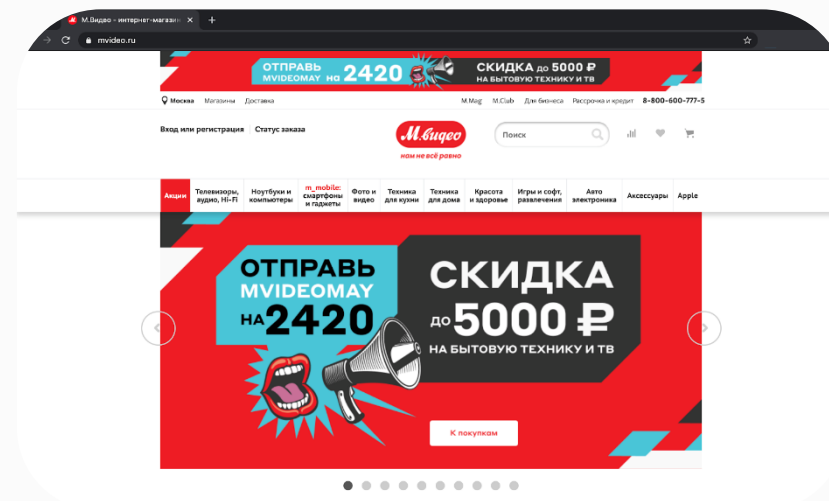 М.Видео - интернет-магазин
mvideo.ru
ОТПРАВЬ
MVIDEOMAY на 2420
СКИДКА до 5000 ₽
НА БЫТОВУЮ ТЕХНИКУ И ТВ
Москва Магазины Доставка M.Mag M.Club Для бизнеса Рассрочка и кредит 8-800-600-777-5
Вход или регистрация Статус заказа
М.видео
нам не всё равно
Поиск
Акции
Телевизоры,
аудио, Hi-Fi
Ноутбуки и
компьютеры
m_mobile:
смартфоны
и гаджеты
Фото и
видео
Техника
для кухни
Техника
для дома
Красота
и здоровье
Игры и софт,
развлечения
Авто
электроника
Аксессуары
Apple
ОТПРАВЬ
MVIDEOMAY
НА 2420
СКИДКА
ДО 5000 ₽
НА БЫТОВУЮ ТЕХНИКУ И ТВ
К покупкам